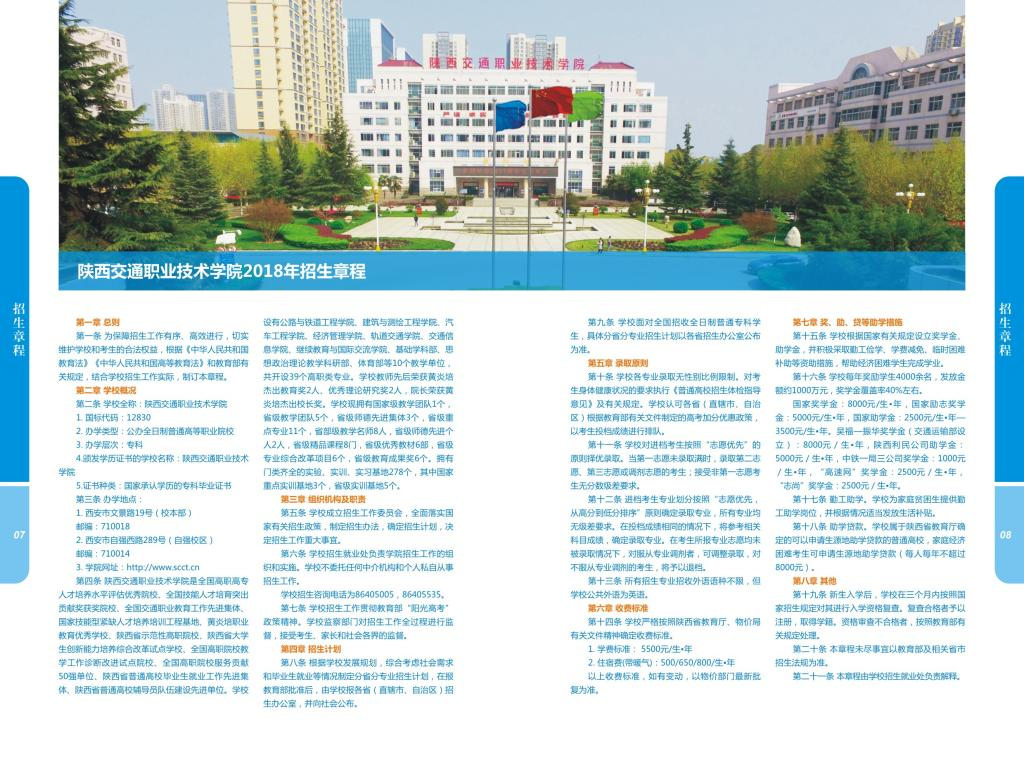 陕西交通职业技术学院
陕西交通职业技术学院2018年招生章程
招生章程
07
第一章 总则
第一条 为保障招生工作有序、高效进行，切实
维护学校和考生的合法权益，根据《中华人民共和国
教育法》《中华人民共和国高等教育法》和教育部有
关规定，结合学校招生工作实际，制订本章程。
第二章 学校概况
第二条 学校全称：陕西交通职业技术学院
1. 国标代码：12830
2. 办学类型：公办全日制普通高等职业院校
3. 办学层次：专科
4.颁发学历证书的学校名称：陕西交通职业技术
学院
5.证书种类：国家承认学历的专科毕业证书
第三条 办学地点：
1. 西安市文景路19号（校本部）
邮编：710018
2. 西安市自强西路289号（自强校区）
邮编：710014
3. 学院网址：http://www.scct.cn
第四条 陕西交通职业技术学院是全国职高高专
人才培养水平评估优秀院校、全国技能人才培育突出
贡献奖获奖院校、全国交通职业教育工作先进集体、
国家技能型紧缺人才培养培训工程基地、黄炎培职业
教育优秀学校、陕西省示范性高职院校、陕西省大学
生创新能力培养综合改革试点学校、全国高职院校教
学工作诊断改进试点院校、全国高职院校服务贡献
50强单位、陕西省普通高校毕业生就业工作先进集
体、陕西省普通高校辅导员队伍建设先进单位。学校
设有公路与铁道工程学院、建筑与测绘工程学院、汽
车工程学院、经济管理学院、轨道交通学院、交通信
息学院、继续教育与国际交流学院、基础学科部、思
想政治理论教学科研部、体育部等10个教学单位，
共开设39个高职类专业。学校教师先后荣获黄炎培
杰出教育奖2人、优秀理论研究奖2人，院长荣获黄
炎培杰出校长奖。学校现拥有国家级教学团队1个，
省级教学团队5个，省级师德先进集体3个，省级重
点专业11个，省部级教学名师8人，省级师德先进个
人2人，省级精品课程8门，省级优秀教材6部，省级
专业综合改革项目6个，省级教育成果奖6个。拥有
门类齐全的实验、实训、实习基地278个，其中国家
重点实训基地3个，省级实训基地5个。
第三章 组织机构及职责
第五条 学校成立招生工作委员会，全面落实国
家有关招生政策，制定招生办法，确定招生计划，决
定招生工作重大事宜。
第六条 学校招生就业处负责学院招生工作的组
织和实施。学校不委托任何中介机构和个人私自从事
招生工作。
学校招生咨询电话为86405005，86405535。
第七条 学校招生工作贯彻教育部“阳光高考”
政策精神。学校监察部门对招生工作全过程进行监
督，接受考生、家长和社会各界的监督。
第四章 招生计划
第八条 根据学校发展规划，综合考虑社会需求
和毕业生就业等情况制定分省分专业招生计划，在报
教育部批准后，由学校报各省（直辖市、自治区）招
生办公室，并向社会公布。
第九条 学校面对全国招收全日制普通专科学
生，具体分省分专业招生计划以各省招生办公室公布
为准。
第五章 录取原则
第十条 学校各专业录取无性别比例限制。对考
生身体健康状况的要求执行《普通高校招生体检指导
意见》及有关规定。学校认可各省（直辖市、自治
区）根据教育部有关文件制定的高考加分优惠政策，
以考生投档成绩进行排队。
第十一条 学校对进档考生按照“志愿优先”的
原则择优录取。当第一志愿未录取满时，录取第二志
愿、第三志愿或调剂志愿的考生；接受非第一志愿考
生无分数级差要求。
第十二条 进档考生专业划分按照“志愿优先，
从高分到低分排序”原则确定录取专业，所有专业均
无级差要求。在投档成绩相同的情况下，将参考相关
科目成绩，确定录取专业。在考生所报专业志愿均未
被录取情况下，对服从专业调剂者，可调整录取，对
不服从专业调剂的考生，将予以退档。
第十三条 所有招生专业招收外语语种不限，但
学校公共外语为英语。
第六章 收费标准
第十四条 学校严格按照陕西省教育厅、物价局
有关文件精神确定收费标准。
1. 学费标准： 5500元/生•年
2. 住宿费(带暖气)：500/650/800/生•年
以上收费标准，如有变动，以物价部门最新批
复为准。
第七章 奖、助、贷等助学措施
第十五条 学校根据国家有关规定设立奖学金、
助学金，并积极采取勤工俭学、学费减免、临时困难
补助等资助措施，帮助经济困难学生完成学业。
第十六条 学校每年奖励学生4000余名，发放金
额约1000万元，奖学金覆盖率40%左右。
国家奖学金：8000元/生•年，国家励志奖学
金：5000元/生•年，国家助学金：2500元/生•年—
3500元/生•年。吴福—振华奖学金（交通运输部设
立）：8000元 / 生•年，陕西利民公司助学金：
5000元 / 生•年，中铁一局三公司奖学金：1000元
/ 生•年，“高速网”奖学金：2500元 / 生•年，
“志尚”奖学金：2500元 / 生•年。
第十七条 勤工助学。学校为家庭贫困生提供勤
工助学岗位，并根据情况适当发放生活补贴。
第十八条 助学贷款。学校属于陕西省教育厅确
定的可以申请生源地助学贷款的普通高校，家庭经济
困难考生可申请生源地助学贷款（每人每年不超过
8000元）。
第八章 其他
第十九条 新生入学后，学校在三个月内按照国
家招生规定对其进行入学资格复查。复查合格者予以
注册，取得学籍。资格审查不合格者，按照教育部有
关规定处理。
第二十条 本章程未尽事宜以教育部及相关省市
招生法规为准。
第二十一条 本章程由学校招生就业处负责解释。
招生章程
08